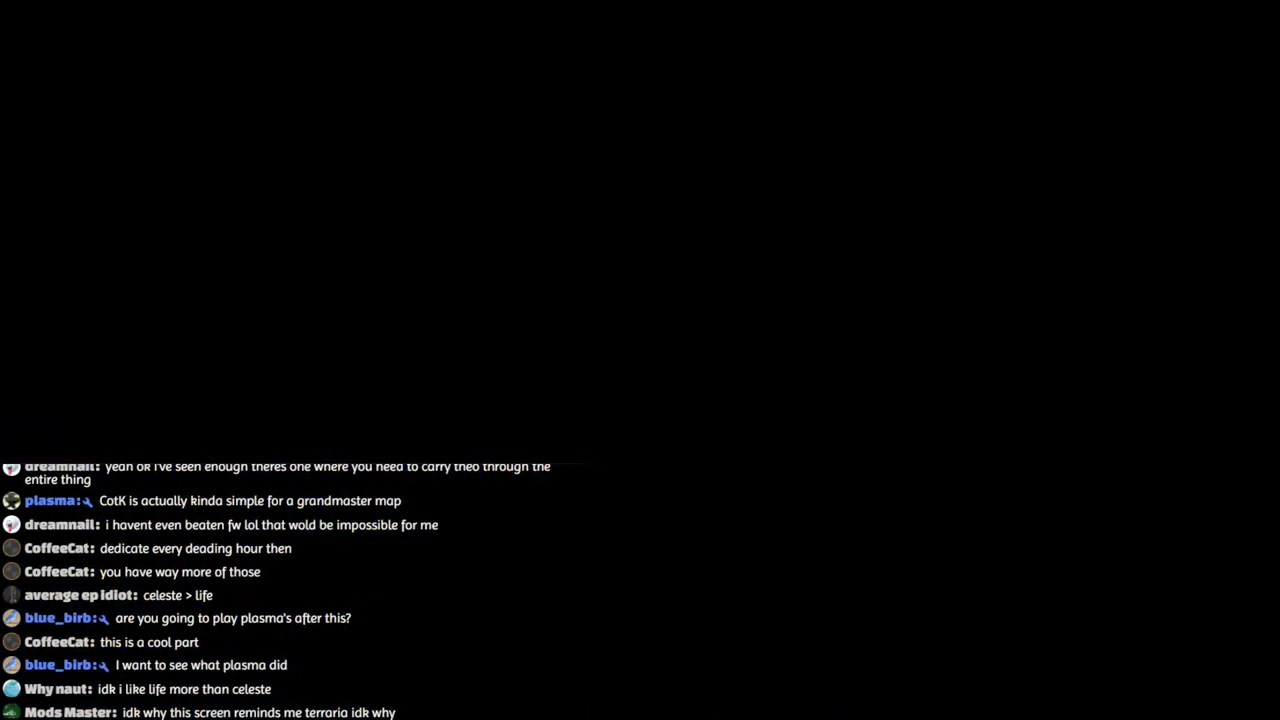 dreamnail: yeah ok i've seen enough theres one where you need to carry theo through the
entire thing
plasma: CotK is actually kinda simple for a grandmaster map
dreamnail: i havent even beaten fw lol that wold be impossible for me
CoffeeCat: dedicate every deading hour then
CoffeeCat: you have way more of those
average ep idiot: celeste > life
blue_birb: are you going to play plasma's after this?
CoffeeCat: this is a cool part
blue_birb: I want to see what plasma did
Why naut: idk i like life more than celeste
Mods Master: idk why this screen reminds me terraria idk why